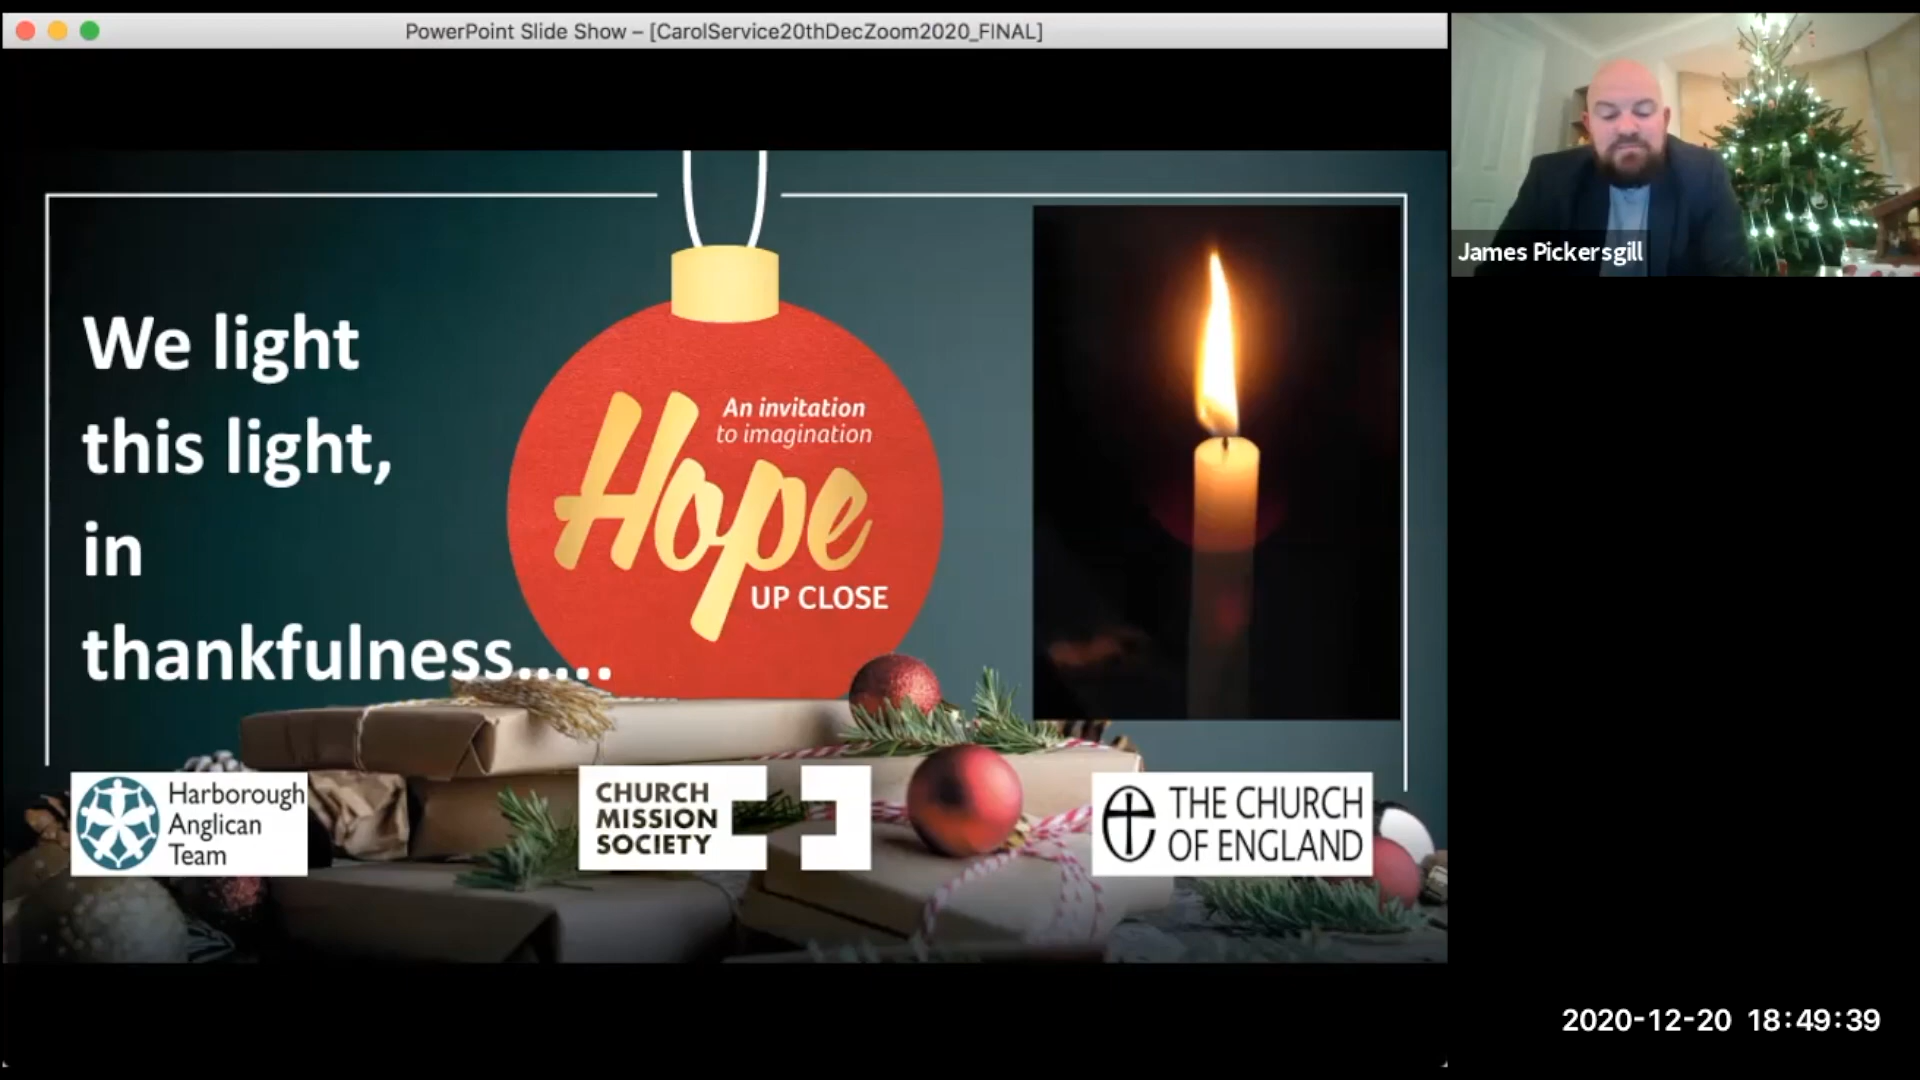 PowerPoint Slide Show – [CarolService20thDecZoom2020_FINAL]
James Pickersgill
We light
this light,
in
thankfulness.....
An invitation
to imagination
Hope
UP CLOSE
Harborough
Anglican
Team
CHURCH
MISSION
SOCIETY
THE CHURCH
OF ENGLAND
2020-12-20 18:49:39